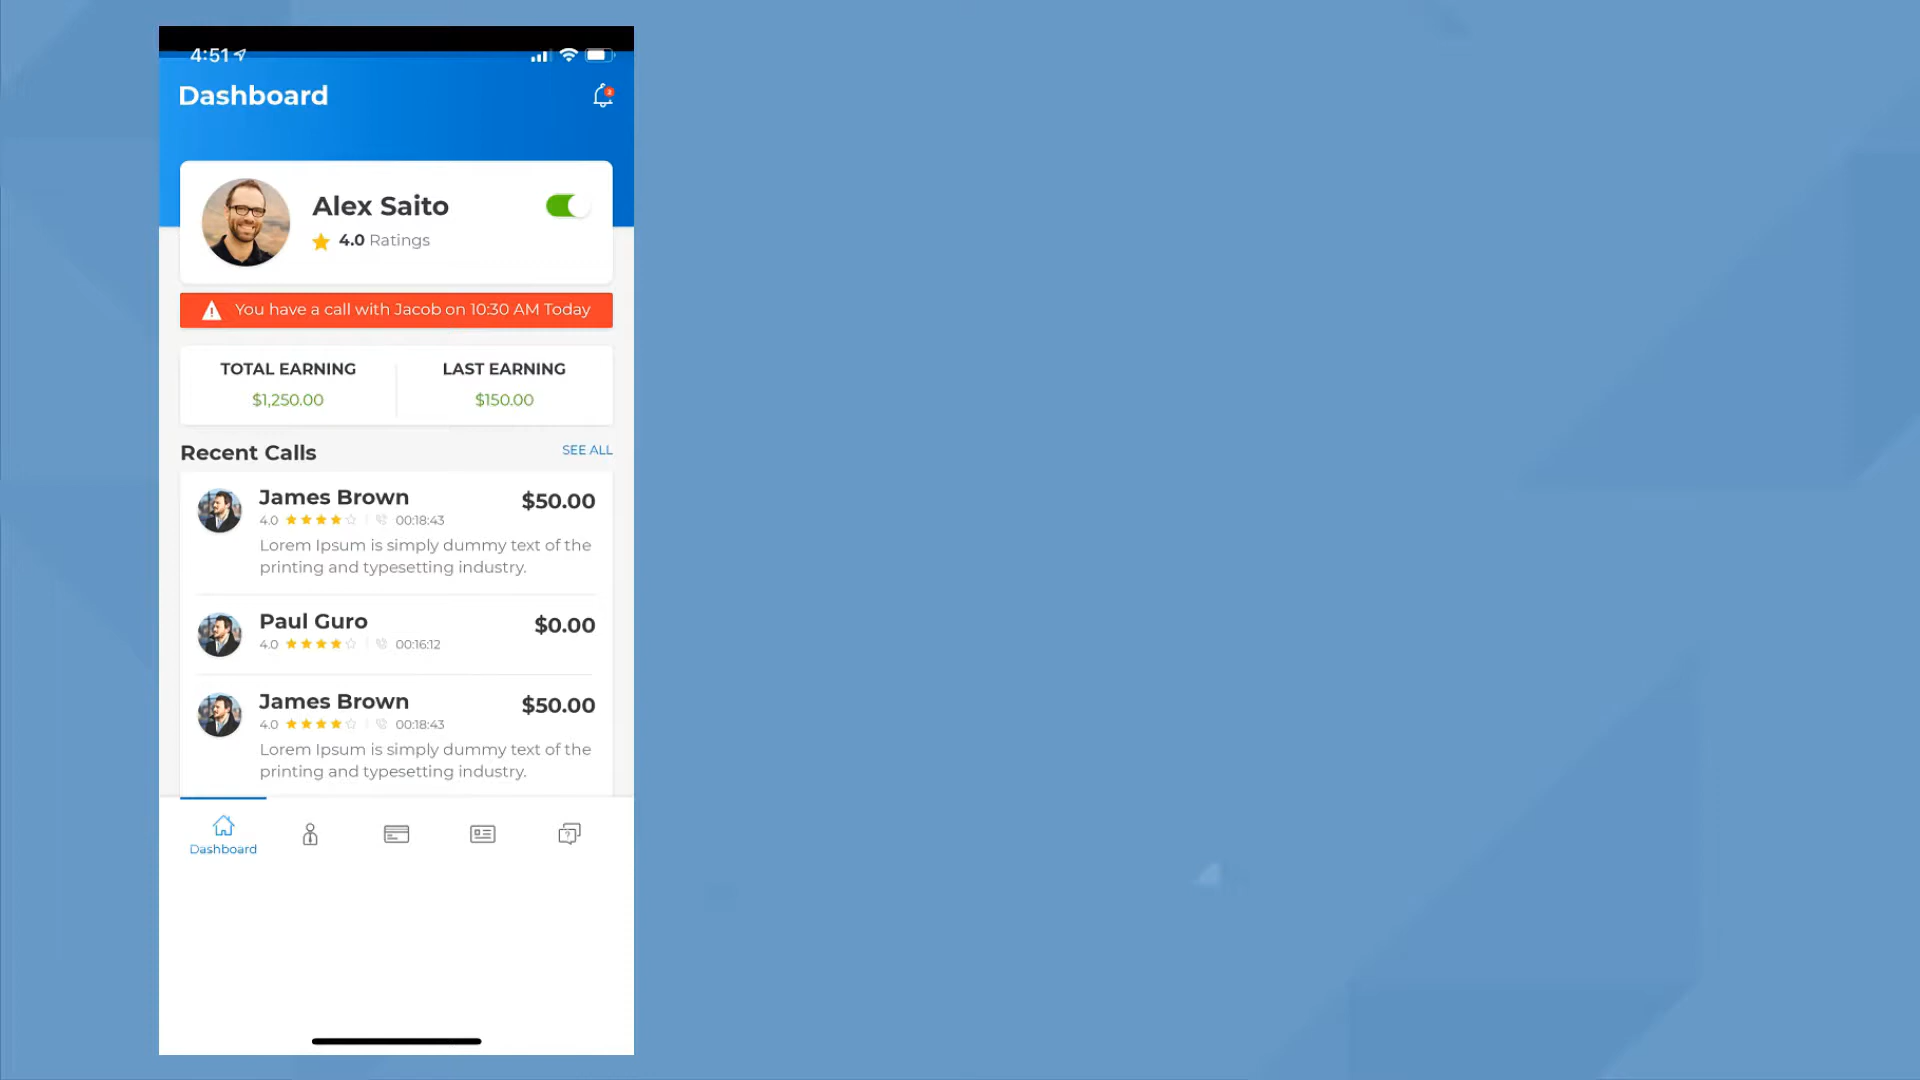 4:51
Dashboard
2
Alex Saito
4.0 Ratings
You have a call with Jacob on 10:30 AM Today
TOTAL EARNING
LAST EARNING
$1,250.00
$150.00
Recent Calls
SEE ALL
James Brown
$50.00
4.0
00:18:43
Lorem Ipsum is simply dummy text of the
printing and typesetting industry.
Paul Guro
$0.00
4.0
00:16:12
James Brown
$50.00
4.0
00:18:43
Lorem Ipsum is simply dummy text of the
printing and typesetting industry.
Dashboard